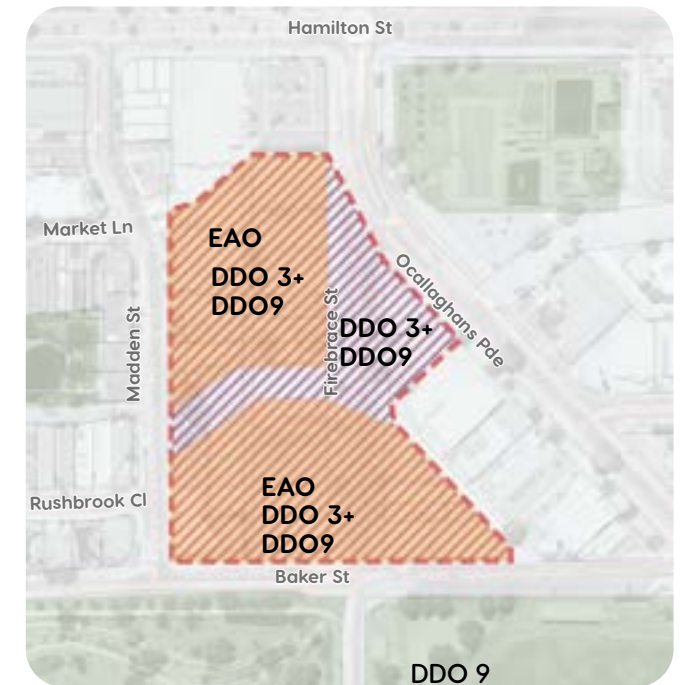 Hamilton St
Market Ln
EAO
DDO 3+
DDO9
Ocallaghans Pde
Madden St
Firebrace St
DDO 3+
DDO9
Rushbrook Cl
EAO
DDO 3+
DDO9
Baker St
DDO 9